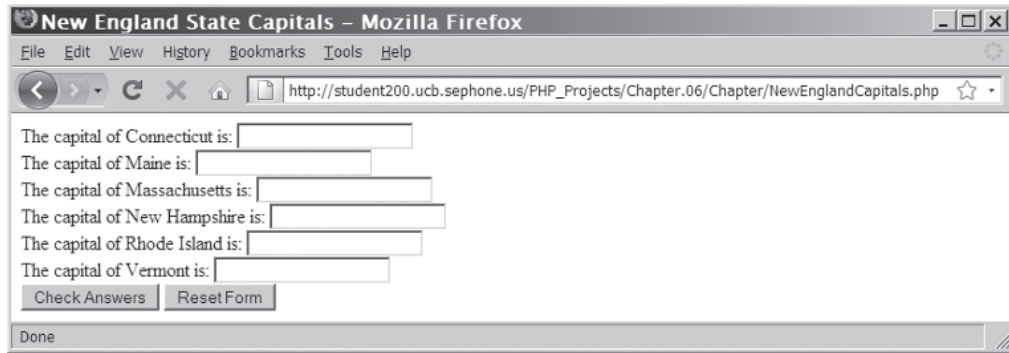 New England State Capitals – Mozilla Firefox
File Edit View History Bookmarks Tools Help
http://student200.ucb.sephone.us/PHP_Projects/Chapter.06/Chapter/NewEnglandCapitals.php
The capital of Connecticut is:
The capital of Maine is:
The capital of Massachusetts is:
The capital of New Hampshire is:
The capital of Rhode Island is:
The capital of Vermont is:
Check Answers Reset Form
Done